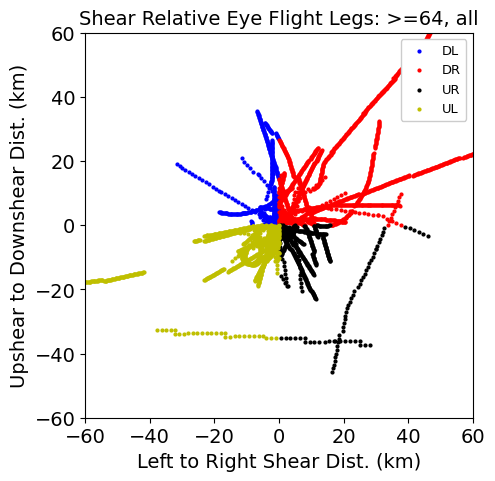 Shear Relative Eye Flight Legs: >=64, all
DL
DR
UR
UL
Upshear to Downshear Dist. (km)
60
40
20
0
−20
−40
−60
−60 −40 −20 0 20 40 60
Left to Right Shear Dist. (km)